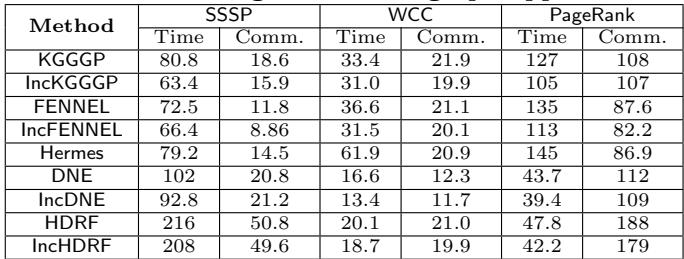 Method SSSP WCC PageRank
Time Comm. Time Comm. Time Comm.
KGGGP 80.8 18.6 33.4 21.9 127 108
IncKGGGP 63.4 15.9 31.0 19.9 105 107
FENNEL 72.5 11.8 36.6 21.1 135 87.6
IncFENNEL 66.4 8.86 31.5 20.1 113 82.2
Hermes 79.2 14.5 61.9 20.9 145 86.9
DNE 102 20.8 16.6 12.3 43.7 112
IncDNE 92.8 21.2 13.4 11.7 39.4 109
HDRF 216 50.8 20.1 21.0 47.8 188
IncHDRF 208 49.6 18.7 19.9 42.2 179